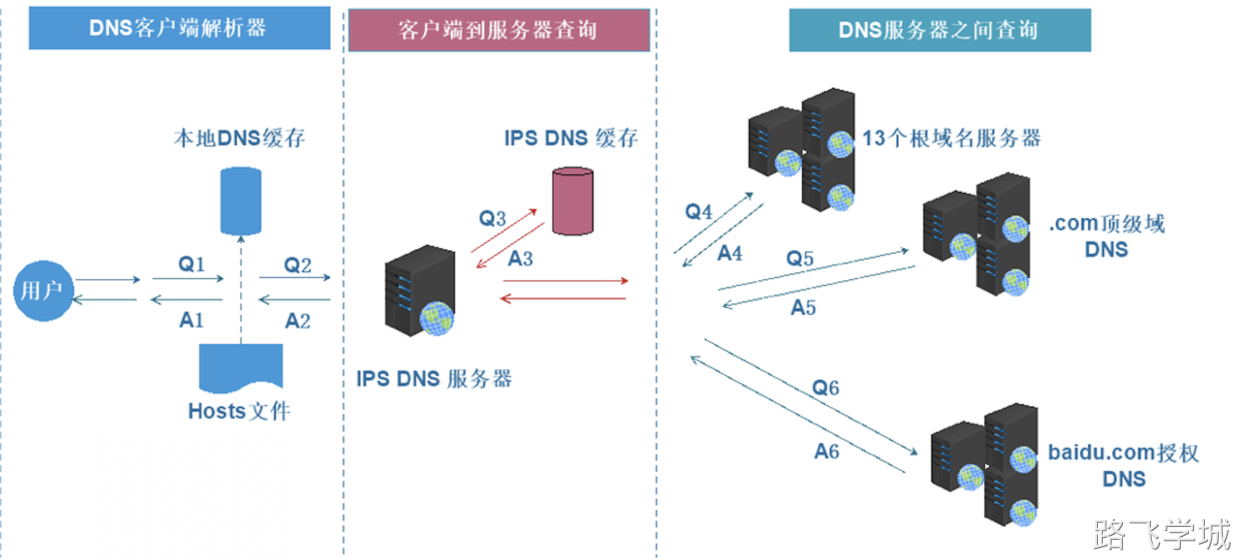 DNS客户端解析器
客户端到服务器查询
DNS服务器之间查询
本地DNS缓存
IPS DNS 缓存
13个根域名服务器
Q3
Q4
A4
A3
.com顶级域
DNS
用户
Q1
Q2
Q5
A1
A2
A5
IPS DNS 服务器
Hosts文件
Q6
A6
baidu.com授权
DNS
路飞学城